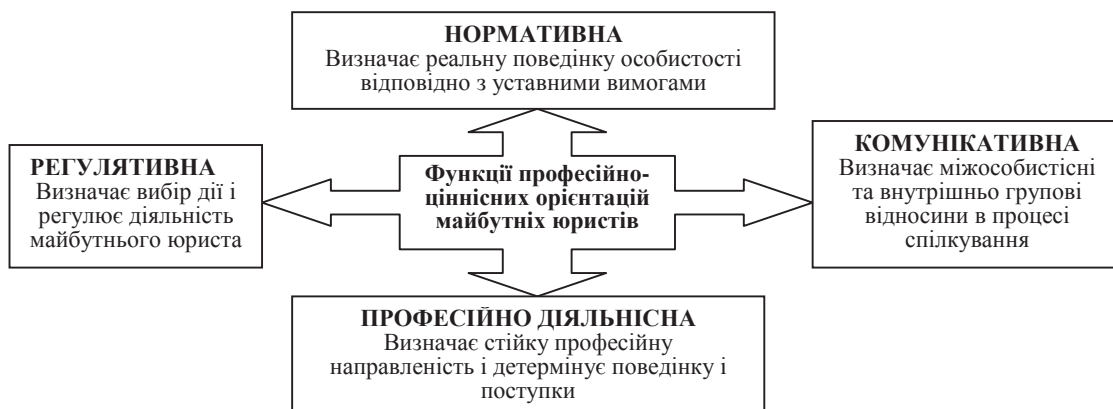 НОРМАТИВНА
Визначає реальну поведінку особистості
відповідно з уставними вимогами
РЕГУЛЯТИВНА
Визначає вибір дії і
регулює діяльність
майбутнього юриста
Функції професійно-
ціннісних орієнтацій
майбутніх юристів
КОМУНІКАТИВНА
Визначає міжособистісні
та внутрішньо групові
відносини в процесі
спілкування
ПРОФЕСІЙНО ДІЯЛЬНІСНА
Визначає стійку професійну
направленість і детермінує поведінку і
поступки